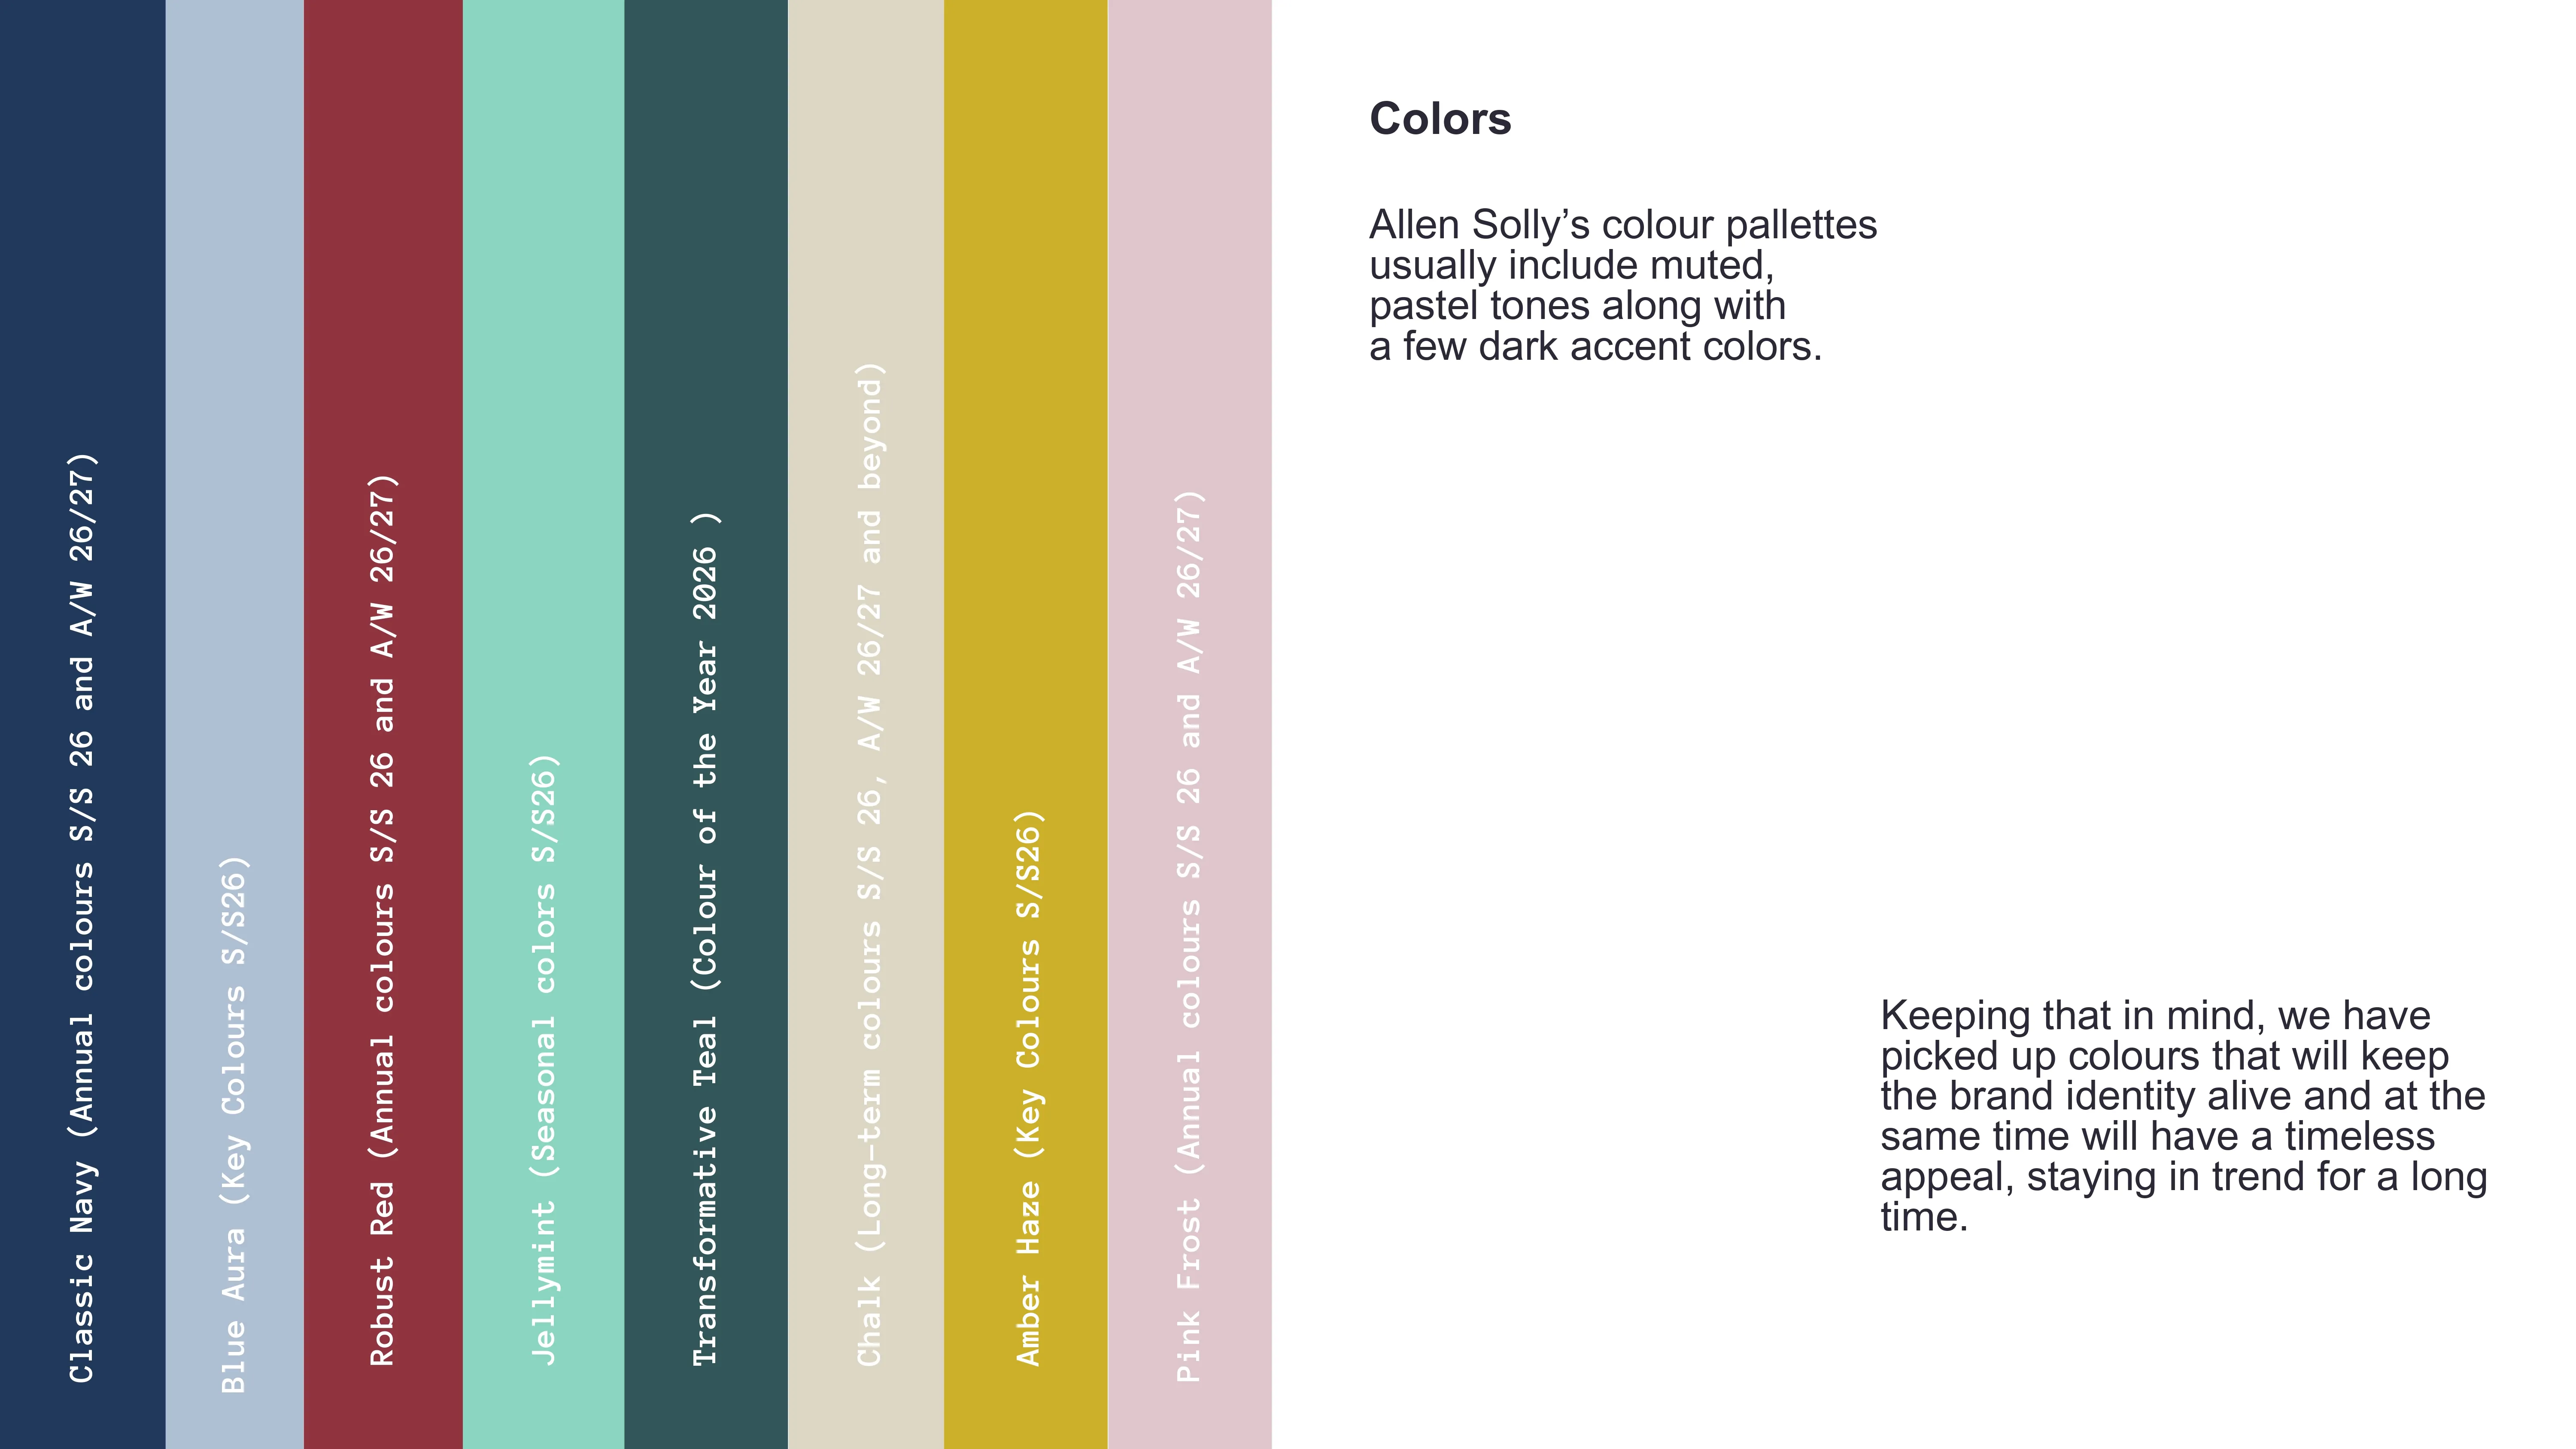 Classic Navy (Annual colours S/S 26 and A/W 26/27)
Blue Aura (Key Colours S/S26)
Robust Red (Annual colours S/S 26 and A/W 26/27)
Jellymint (Seasonal colors S/S26)
Transformative Teal (Colour of the Year 2026 )
Chalk (Long-term colours S/S 26, A/W 26/27 and beyond)
Amber Haze (Key Colours S/S26)
Pink Frost (Annual colours S/S 26 and A/W 26/27)
Colors
Allen Solly’s colour pallettes
usually include muted,
pastel tones along with
a few dark accent colors.
Keeping that in mind, we have
picked up colours that will keep
the brand identity alive and at the
same time will have a timeless
appeal, staying in trend for a long
time.